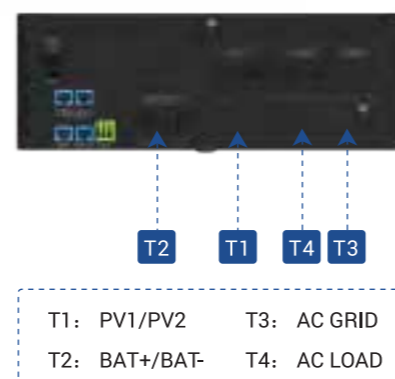 T2 T1 T4 T3
T1: PV1/PV2 T3: AC GRID
T2: BAT+/BAT- T4: AC LOAD